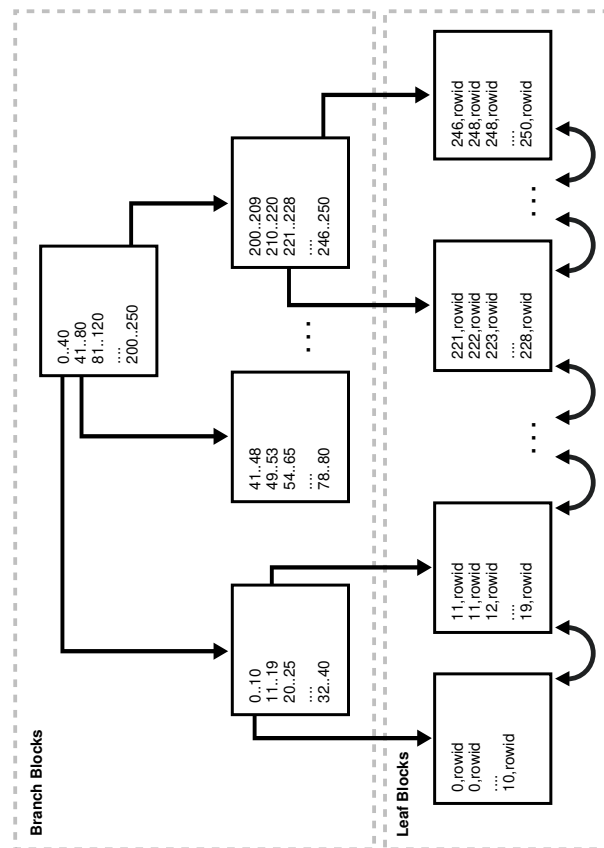 Branch Blocks
0..40
41..80
81..120
....
200..250
0..10
11..19
20..25
....
32..40
41..48
49..53
54..65
....
78..80
...
200..209
210..220
221..228
....
246..250
Leaf Blocks
0,rowid
0,rowid
....
10,rowid
11,rowid
11,rowid
12,rowid
....
19,rowid
...
221,rowid
222,rowid
223,rowid
....
228,rowid
...
246,rowid
248,rowid
248,rowid
....
250,rowid